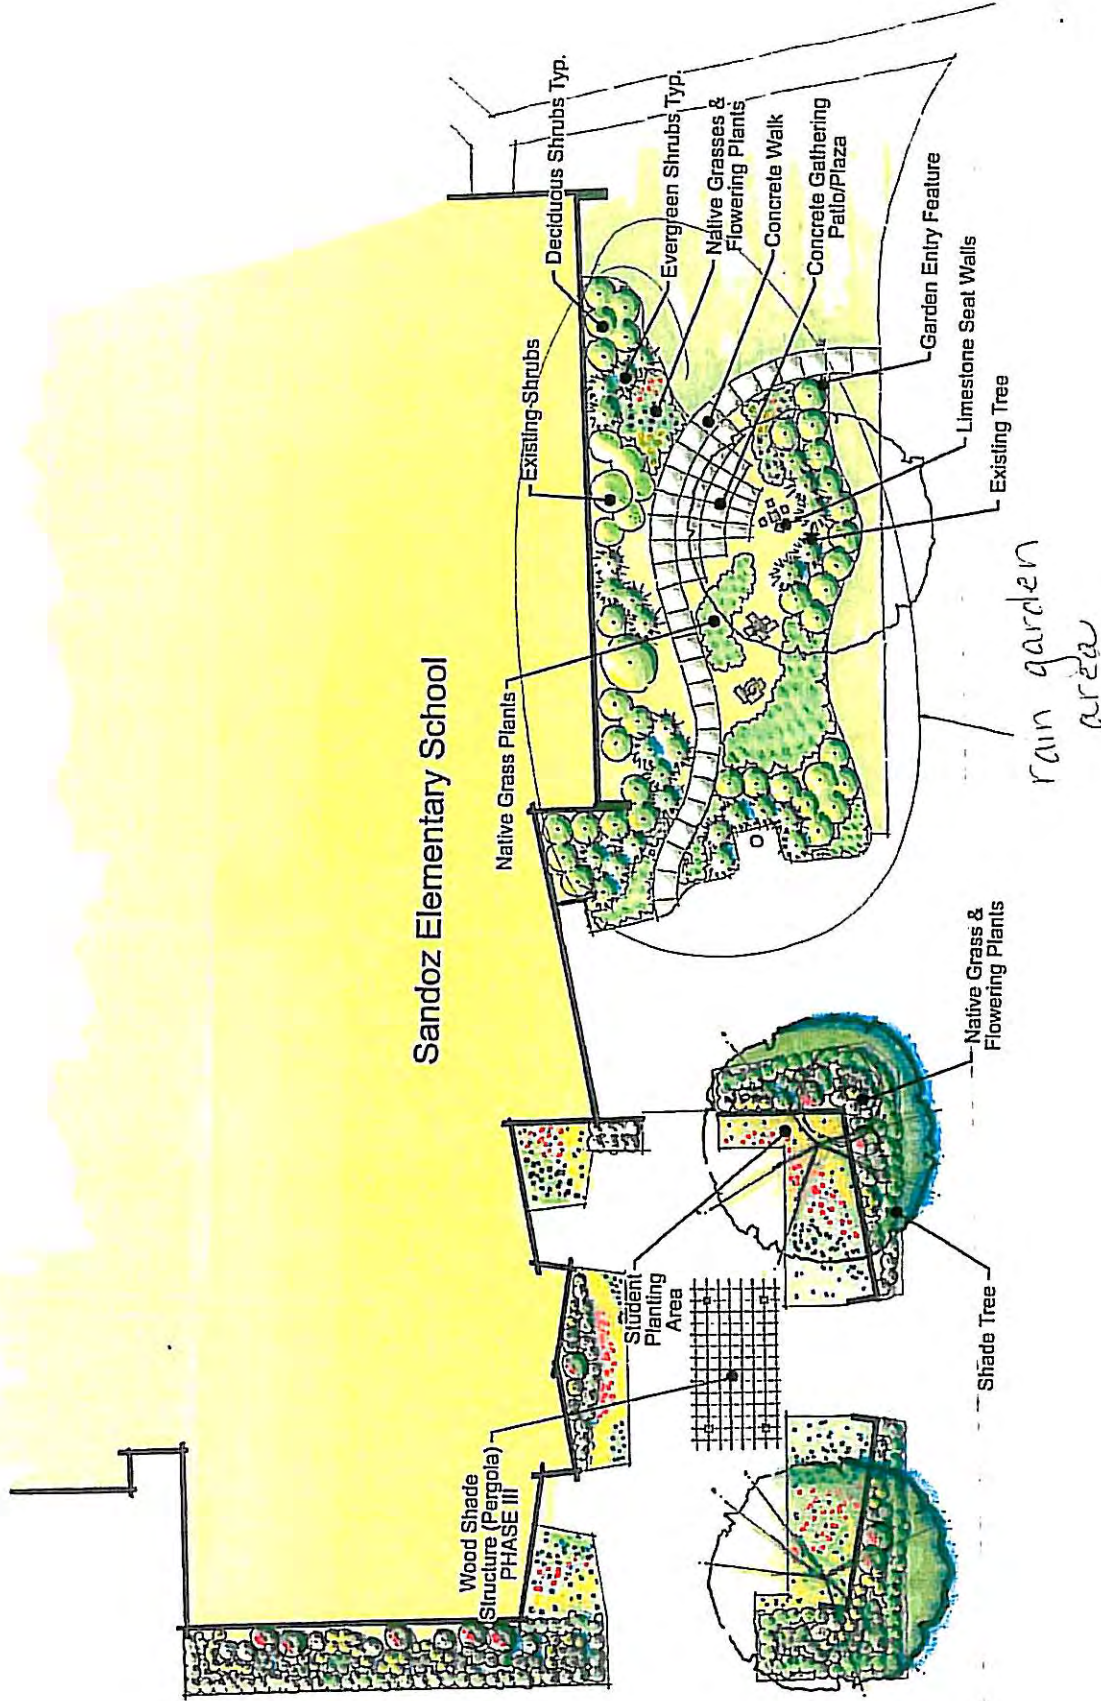 Sandoz Elementary School
Wood Shade
Structure (Pergola)
PHASE III
Student
Planting
Area
Shade Tree
Native Grass &
Flowering Plants
Native Grass Plants
Existing Shrubs
Deciduous Shrubs Typ.
Evergreen Shrubs Typ.
Native Grasses &
Flowering Plants
Concrete Walk
Concrete Gathering
Patio/Plaza
Garden Entry Feature
Limestone Seat Walls
Existing Tree
rain garden
area